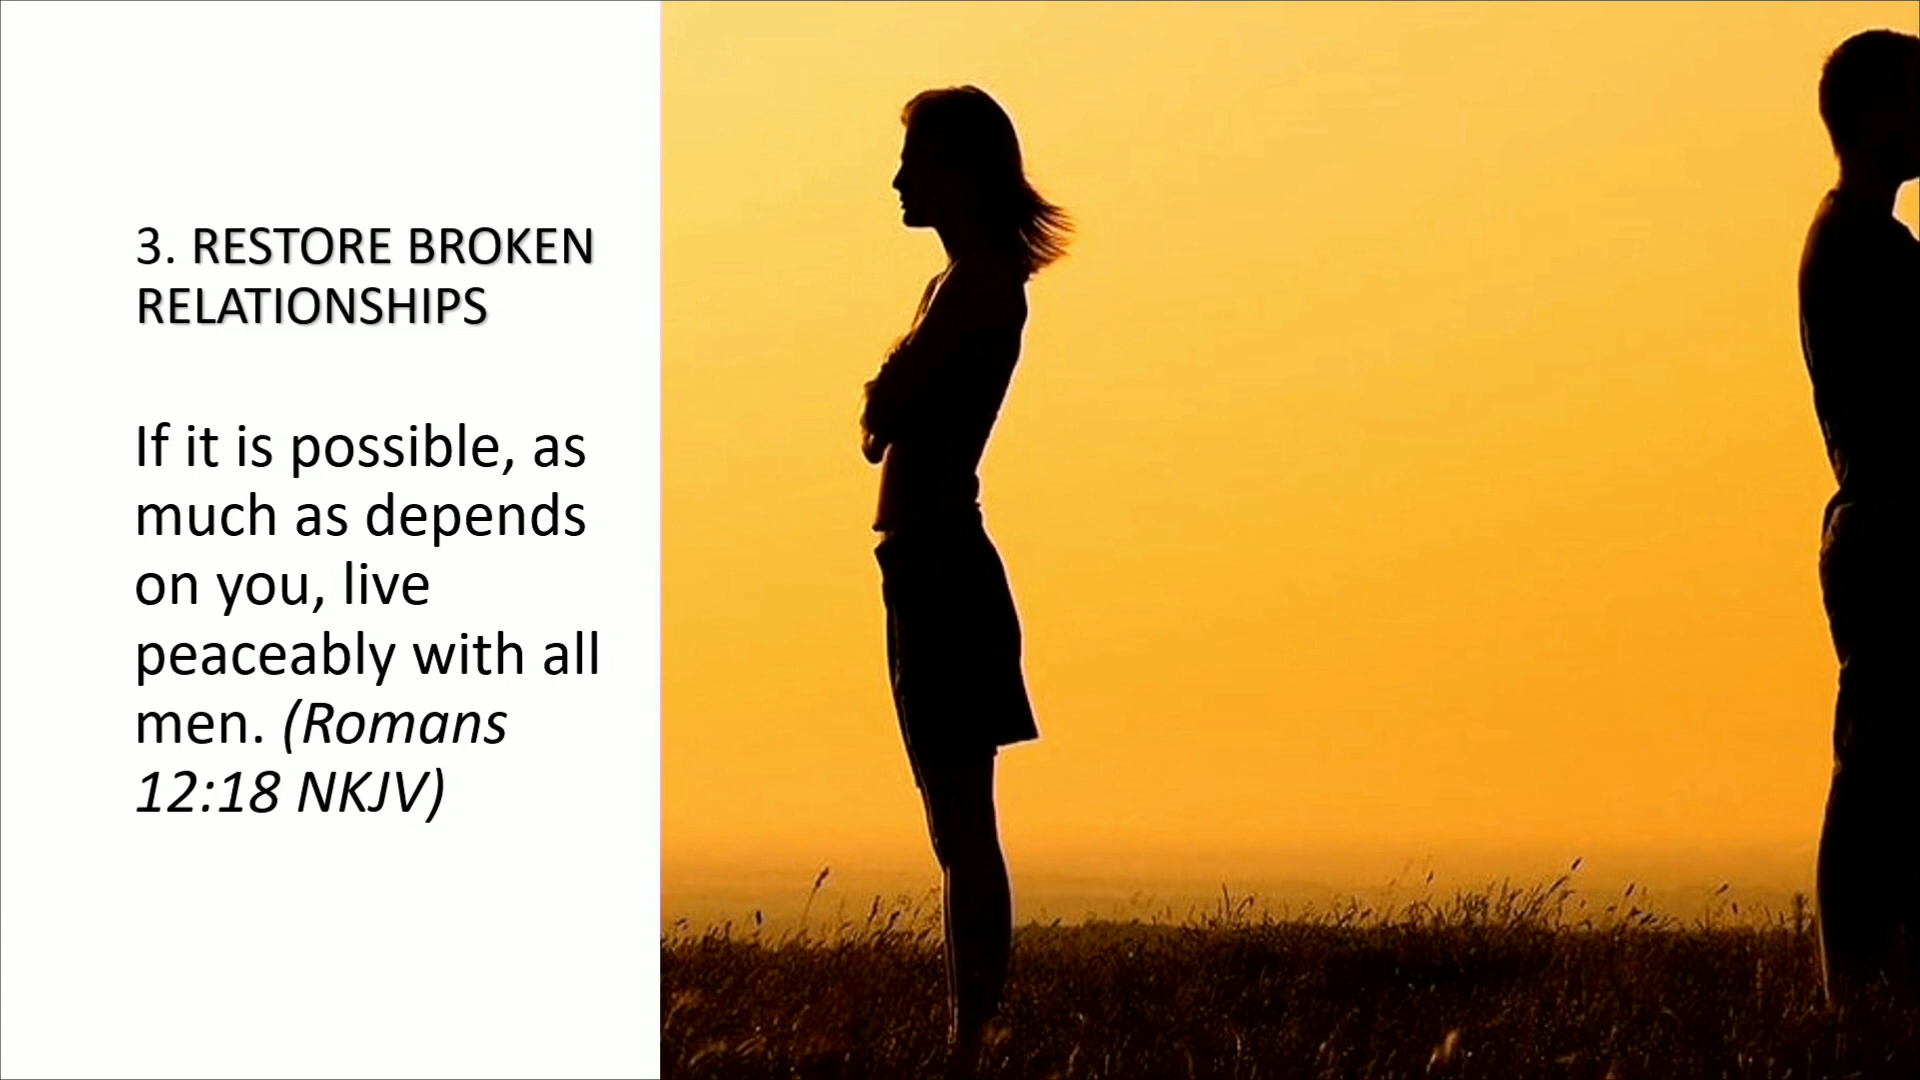 3. RESTORE BROKEN
RELATIONSHIPS
If it is possible, as
much as depends
on you, live
peaceably with all
men. (Romans
12:18 NKJV)